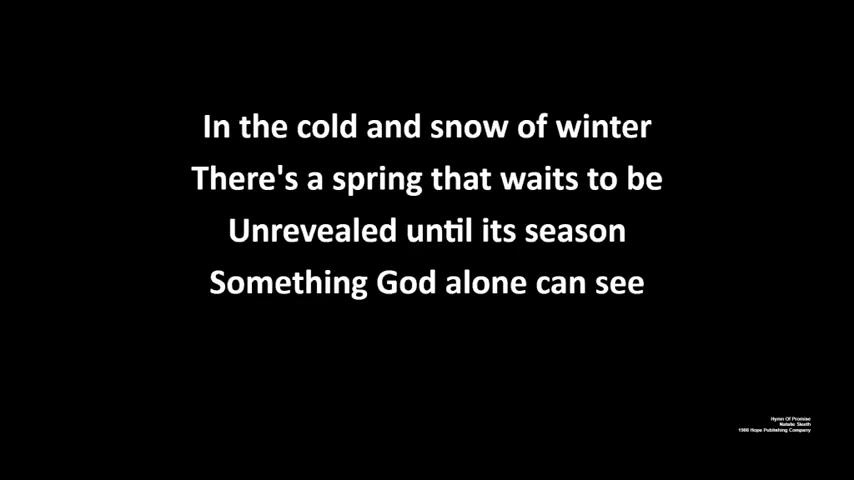 In the cold and snow of winter
There's a spring that waits to be
Unrevealed until its season
Something God alone can see
Hymn Of Promise
Natalie Sleeth
1986 Hope Publishing Company